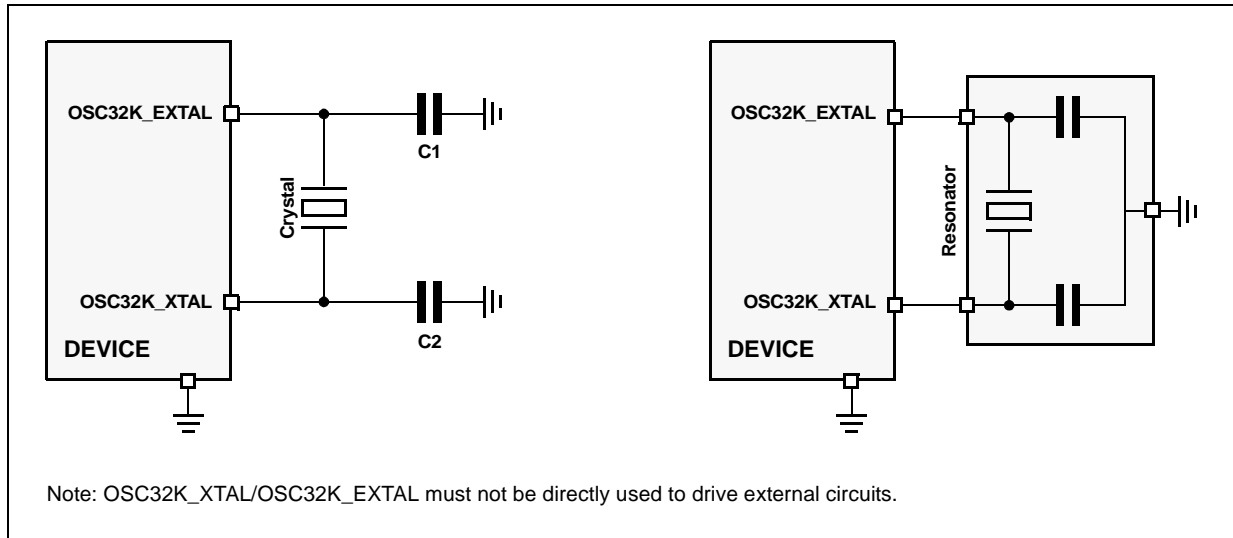 OSC32K_EXTAL
C1
Crystal
OSC32K_XTAL
C2
DEVICE
OSC32K_EXTAL
Resonator
OSC32K_XTAL
DEVICE
Note: OSC32K_XTAL/OSC32K_EXTAL must not be directly used to drive external circuits.